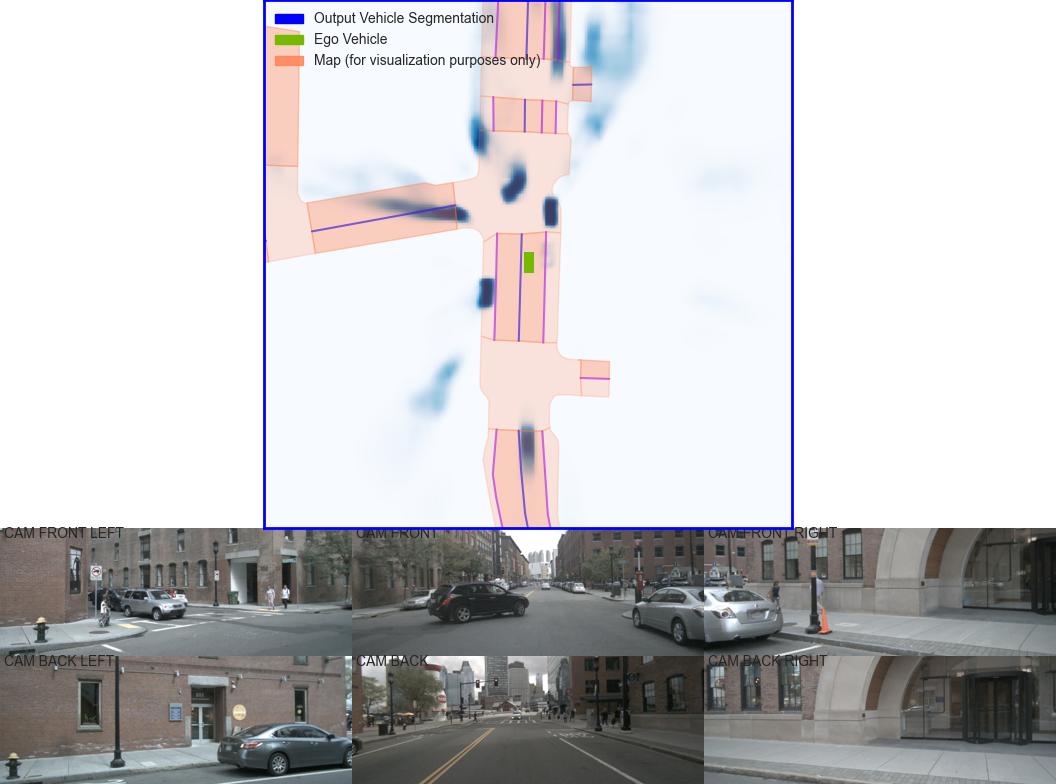 Output Vehicle Segmentation
Ego Vehicle
Map (for visualization purposes only)
CAM FRONT LEFT
CAM FRONT
CAM FRONT RIGHT
CAM BACK LEFT
CAM BACK
CAM BACK RIGHT